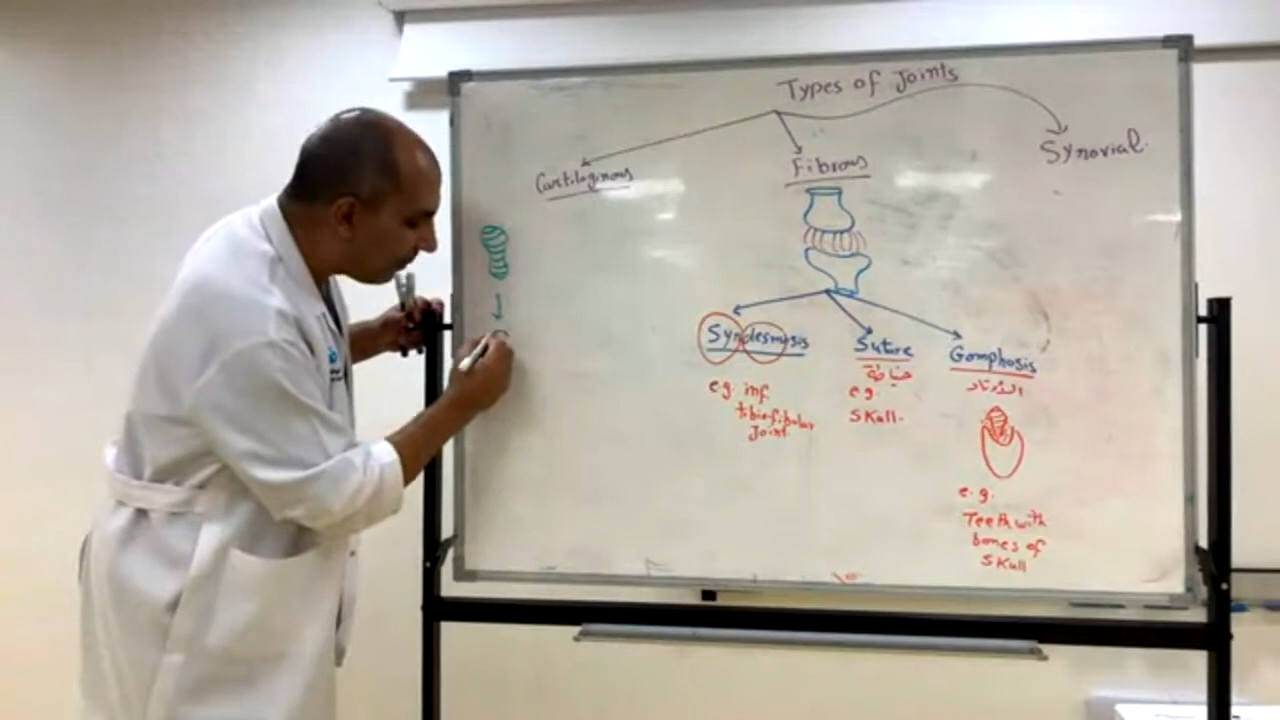 Types of Joints
Cartilaginous
Fibrous
Synovial
Syndesmosis
Suture
Gomphosis
خياطة
الأوتاد
e.g. inf
tibiofibular
Joint
e.g.
Skull.
e.g.
Teeth with
bones of
Skull